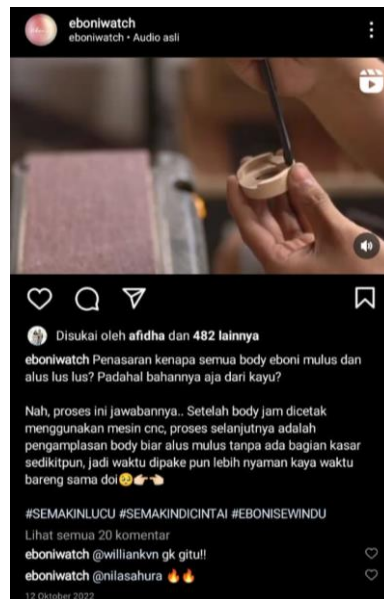 eboniwatch
eboniwatch • Audio asli
Disukai oleh afidha dan 482 lainnya
eboniwatch Penasaran kenapa semua body eboni mulus dan
alus lus lus? Padahal bahannya aja dari kayu?
Nah, proses ini jawabannya.. Setelah body jam dicetak
menggunakan mesin cnc, proses selanjutnya adalah
pengamplasan body biar alus mulus tanpa ada bagian kasar
sedikitpun, jadi waktu dipake pun lebih nyaman kaya waktu
bareng sama doi🥺👉🏻👈🏻
#SEMAKINLUCU #SEMAKINDICINTAI #EBONISEWINDU
Lihat semua 20 komentar
eboniwatch @williankvn gk gitu!!
eboniwatch @nilasahura 🔥🔥
12 Oktober 2022